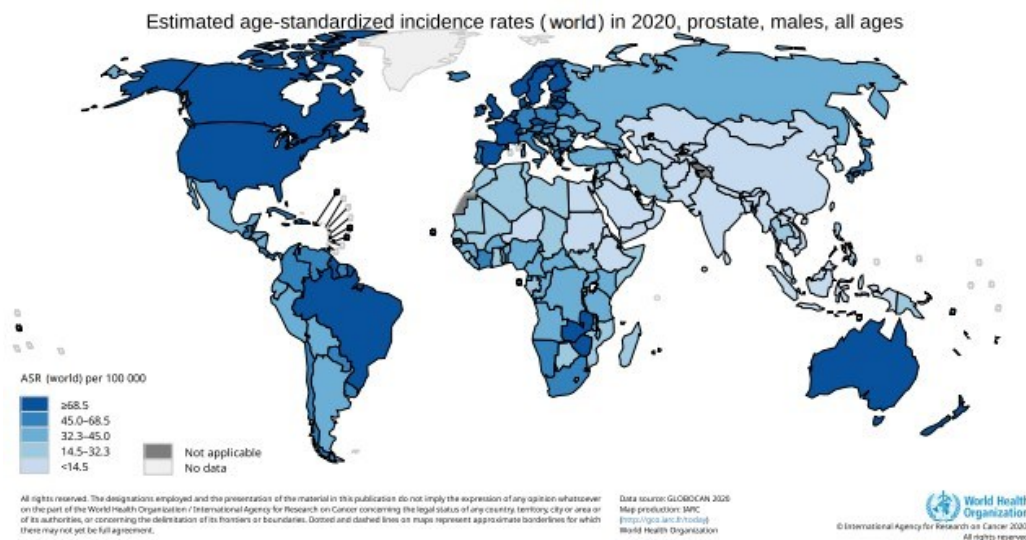 Estimated age-standardized incidence rates (world) in 2020, prostate, males, all ages
ASR (world) per 100 000
≥68.5
45.0–68.5
32.3–45.0
14.5–32.3
<14.5
Not applicable
No data
All rights reserved. The designations employed and the presentation of the material in this publication do not imply the expression of any opinion whatsoever
on the part of the World Health Organization / International Agency for Research on Cancer concerning the legal status of any country, territory, city or area or
of its authorities, or concerning the delimitation of its frontiers or boundaries. Dotted and dashed lines on maps represent approximate borderlines for which
there may not yet be full agreement.
Data source: GLOBOCAN 2020
Map production: IARC
World Health Organization
World Health
Organization
© International Agency for Research on Cancer
All rights reserved